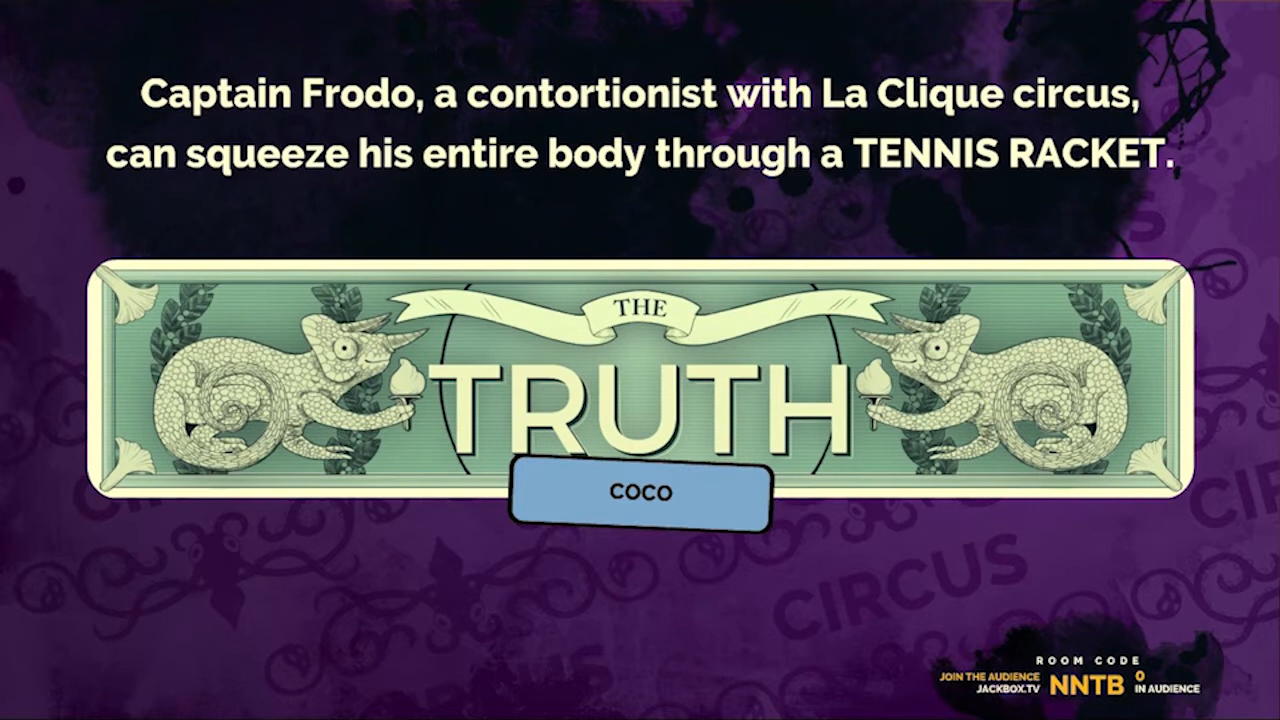 Captain Frodo, a contortionist with La Clique circus,
can squeeze his entire body through a TENNIS RACKET.
THE
TRUTH
COCO
CIRCUS
ROOM CODE
JOIN THE AUDIENCE
JACKBOX.TV
NNTB
0
IN AUDIENCE